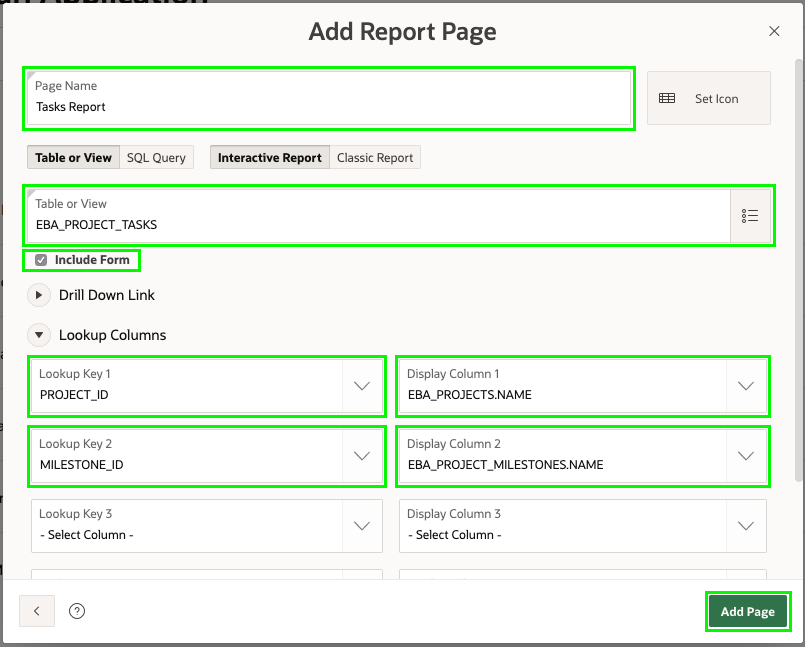 Add Report Page
Page Name
Tasks Report
Set Icon
Table or View SQL Query Interactive Report Classic Report
Table or View
EBA_PROJECT_TASKS
Include Form
Drill Down Link
Lookup Columns
Lookup Key 1 Display Column 1
PROJECT_ID EBA_PROJECTS.NAME
Lookup Key 2 Display Column 2
MILESTONE_ID EBA_PROJECT_MILESTONES.NAME
Lookup Key 3 Display Column 3
- Select Column - - Select Column -
Add Page